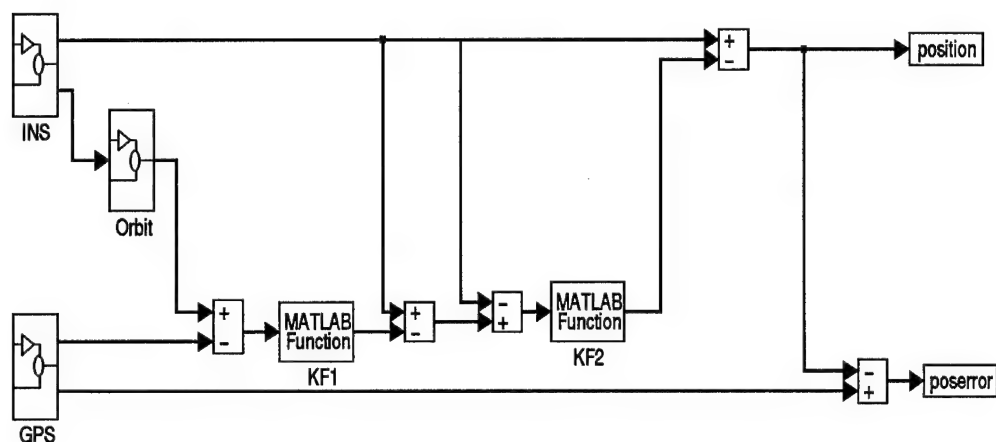 +
−
position
INS
Orbit
+
−
MATLAB
Function
KF1
+
−
−
+
MATLAB
Function
KF2
−
+
poserror
GPS